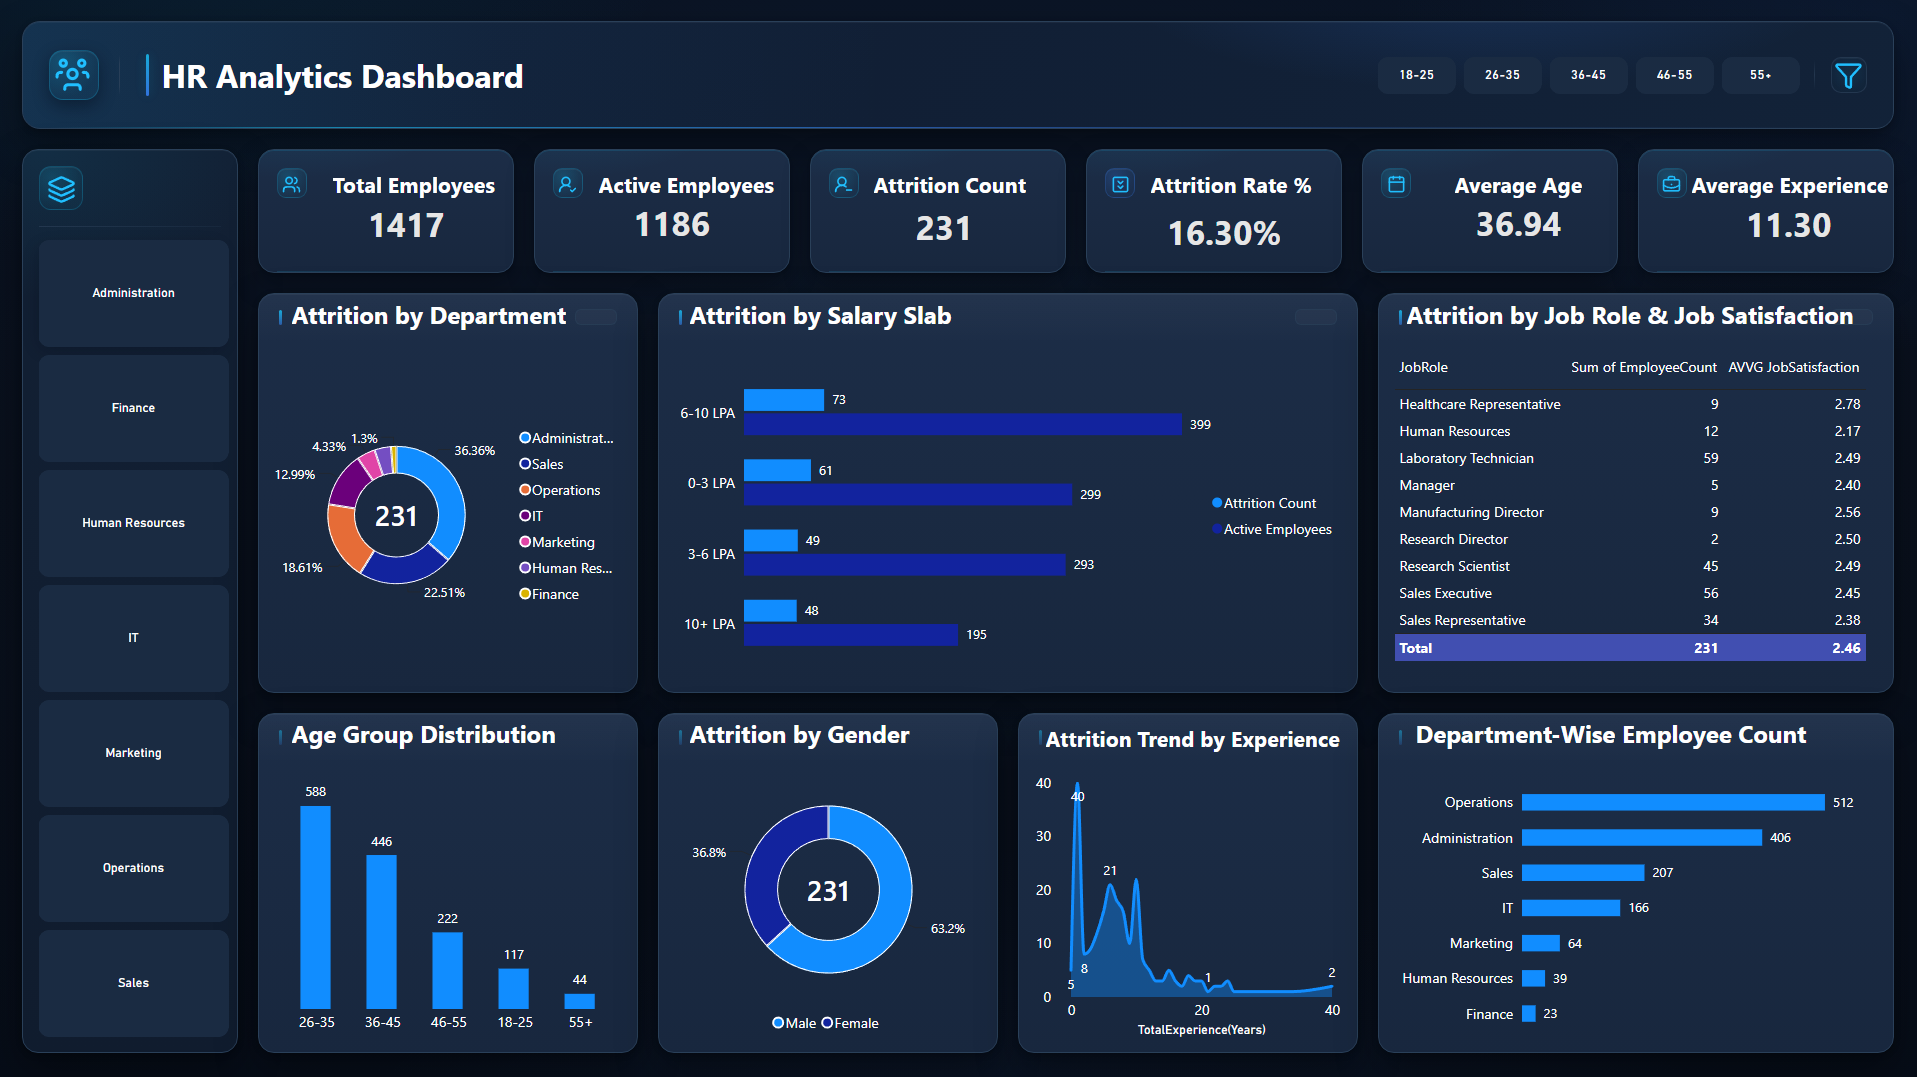 HR Analytics Dashboard
18-25
26-35
36-45
46-55
55+
Administration
Finance
Human Resources
IT
Marketing
Operations
Sales
Total Employees
1417
Active Employees
1186
Attrition Count
231
Attrition Rate %
16.30%
Average Age
36.94
Average Experience
11.30
Attrition by Department
1.3%
4.33%
12.99%
18.61%
22.51%
36.36%
231
Administrat...
Sales
Operations
IT
Marketing
Human Res...
Finance
Attrition by Salary Slab
6-10 LPA 73 399
0-3 LPA 61 299
3-6 LPA 49 293
10+ LPA 48 195
Attrition Count
Active Employees
Attrition by Job Role & Job Satisfaction
JobRole Sum of EmployeeCount AVVG JobSatisfaction
Healthcare Representative 9 2.78
Human Resources 12 2.17
Laboratory Technician 59 2.49
Manager 5 2.40
Manufacturing Director 9 2.56
Research Director 2 2.50
Research Scientist 45 2.49
Sales Executive 56 2.45
Sales Representative 34 2.38
Total 231 2.46
Age Group Distribution
588
446
222
117
44
26-35 36-45 46-55 18-25 55+
Attrition by Gender
36.8%
231
63.2%
Male Female
Attrition Trend by Experience
40
30
20
10
0
40
21
8
5
1
2
0 20 40
TotalExperience(Years)
Department-Wise Employee Count
Operations 512
Administration 406
Sales 207
IT 166
Marketing 64
Human Resources 39
Finance 23